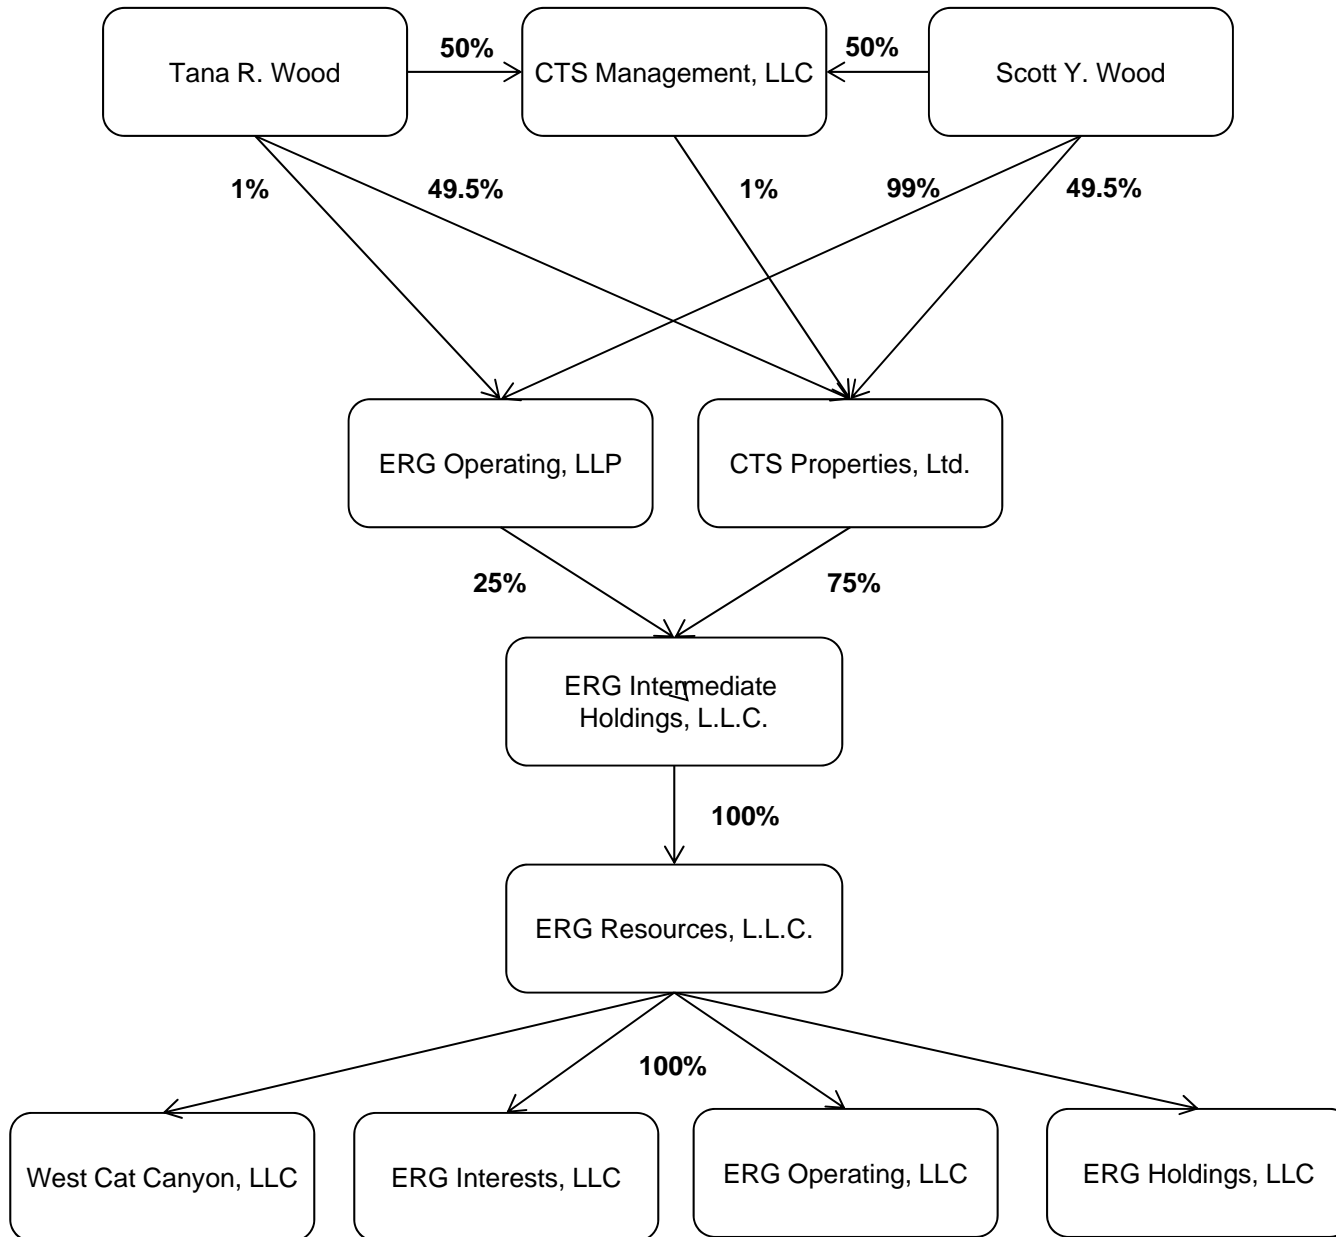 50%
50%
Tana R. Wood
CTS Management, LLC
Scott Y. Wood
1%
49.5%
1%
99%
49.5%
ERG Operating, LLP
CTS Properties, Ltd.
25%
75%
ERG Intermediate
Holdings, L.L.C.
100%
ERG Resources, L.L.C.
100%
West Cat Canyon, LLC
ERG Interests, LLC
ERG Operating, LLC
ERG Holdings, LLC